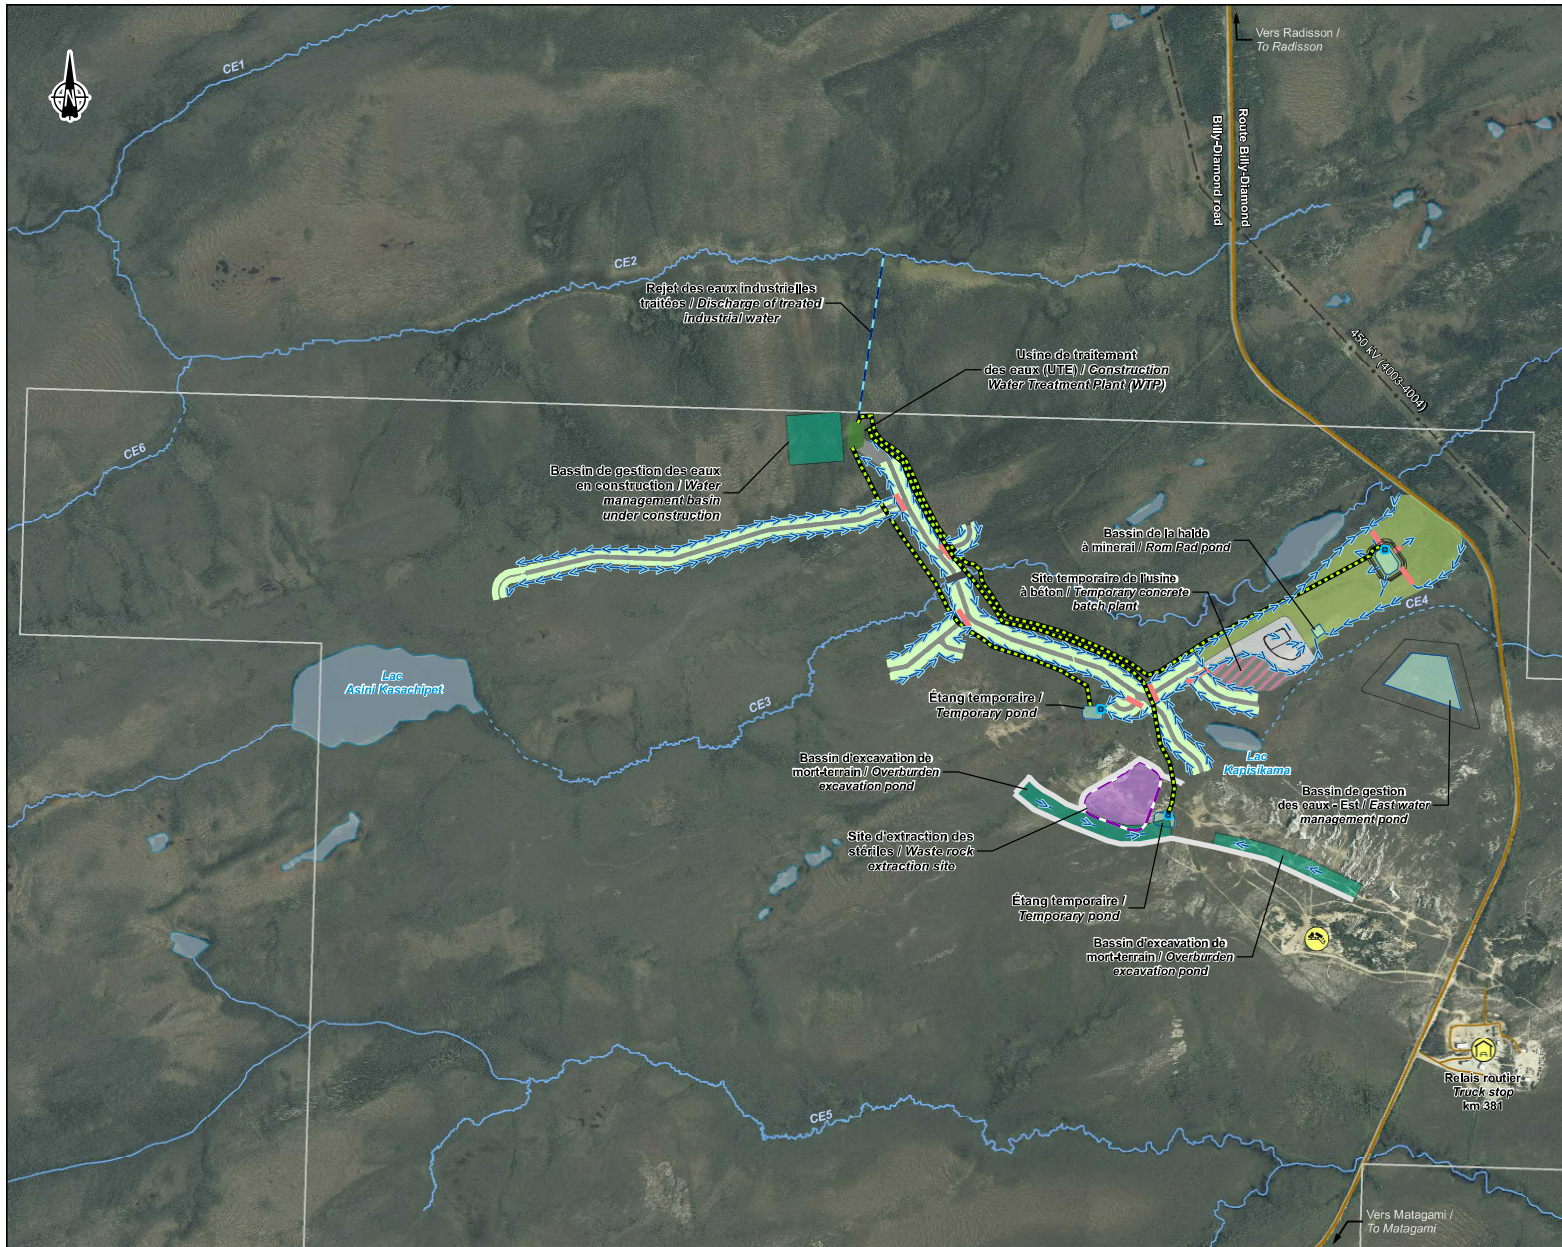 Vers Radisson /
To Radisson
CE1
N
Route Billy-Diamond
Billy-Diamond road
CE2
Rejet des eaux industrielles
traitées / Discharge of treated
industrial water
450 kV (4003-4004)
Usine de traitement
des eaux (UTE) / Construction
Water Treatment Plant (WTP)
CE6
Bassin de gestion des eaux
en construction / Water
management basin
under construction
Bassin de la halde
à minerai / Rom Pad pond
Site temporaire de l'usine
à béton / Temporary concrete
batch plant
CE4
Lac
Asini Kasachipet
Étang temporaire /
Temporary pond
D
D
CE3
Lac
Kapisikama
Bassin d'excavation de
mort-terrain / Overburden
excavation pond
Bassin de gestion
des eaux - Est / East water
management pond
Site d'extraction des
stériles / Waste rock
extraction site
Étang temporaire /
Temporary pond
Bassin d'excavation de
mort-terrain / Overburden
excavation pond
Relais routier
Truck stop
km 381
CE5
Vers Matagami /
To Matagami